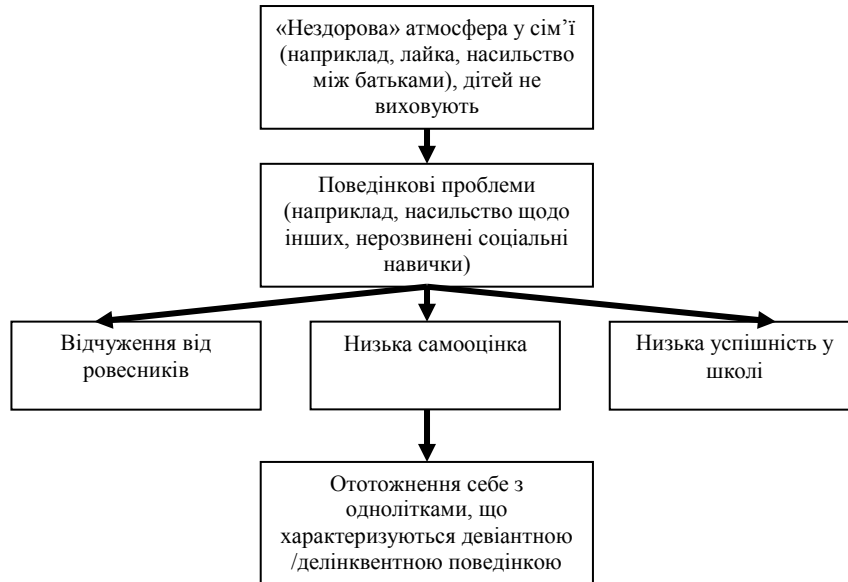 «Нездорова» атмосфера у сім’ї
(наприклад, лайка, насильство
між батьками), дітей не
виховують
Поведінкові проблеми
(наприклад, насильство щодо
інших, нерозвинені соціальні
навички)
Відчуження від
ровесників
Низька самооцінка
Низька успішність у
школі
Ототожнення себе з
однолітками, що
характеризуються девіантною
/делінквентною поведінкою